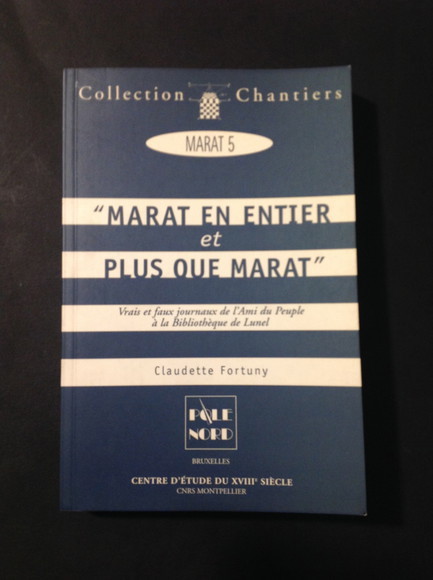 Collection Chantiers
MARAT 5
"MARAT EN ENTIER
et
PLUS QUE MARAT"
Vrais et faux journaux de l'Ami du Peuple
à la Bibliothèque de Lunel
Claudette Fortuny
PÔLE
NORD
BRUXELLES
CENTRE D'ÉTUDE DU XVIIIe SIÈCLE
CNRS MONTPELLIER